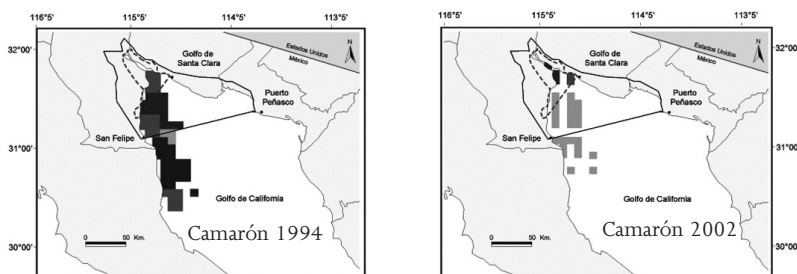 116°5'
115°5'
114°5'
113°5'
32°00'
31°00'
30°00'
Golfo de
Santa Clara
Estados Unidos
México
N
Puerto
Peñasco
San Felipe
Golfo de California
0
50 Km.
Camarón 1994
116°5'
115°5'
114°5'
113°5'
32°00'
31°00'
30°00'
Golfo de
Santa Clara
Estados Unidos
México
N
Puerto
Peñasco
San Felipe
Golfo de California
0
50 Km.
Camarón 2002